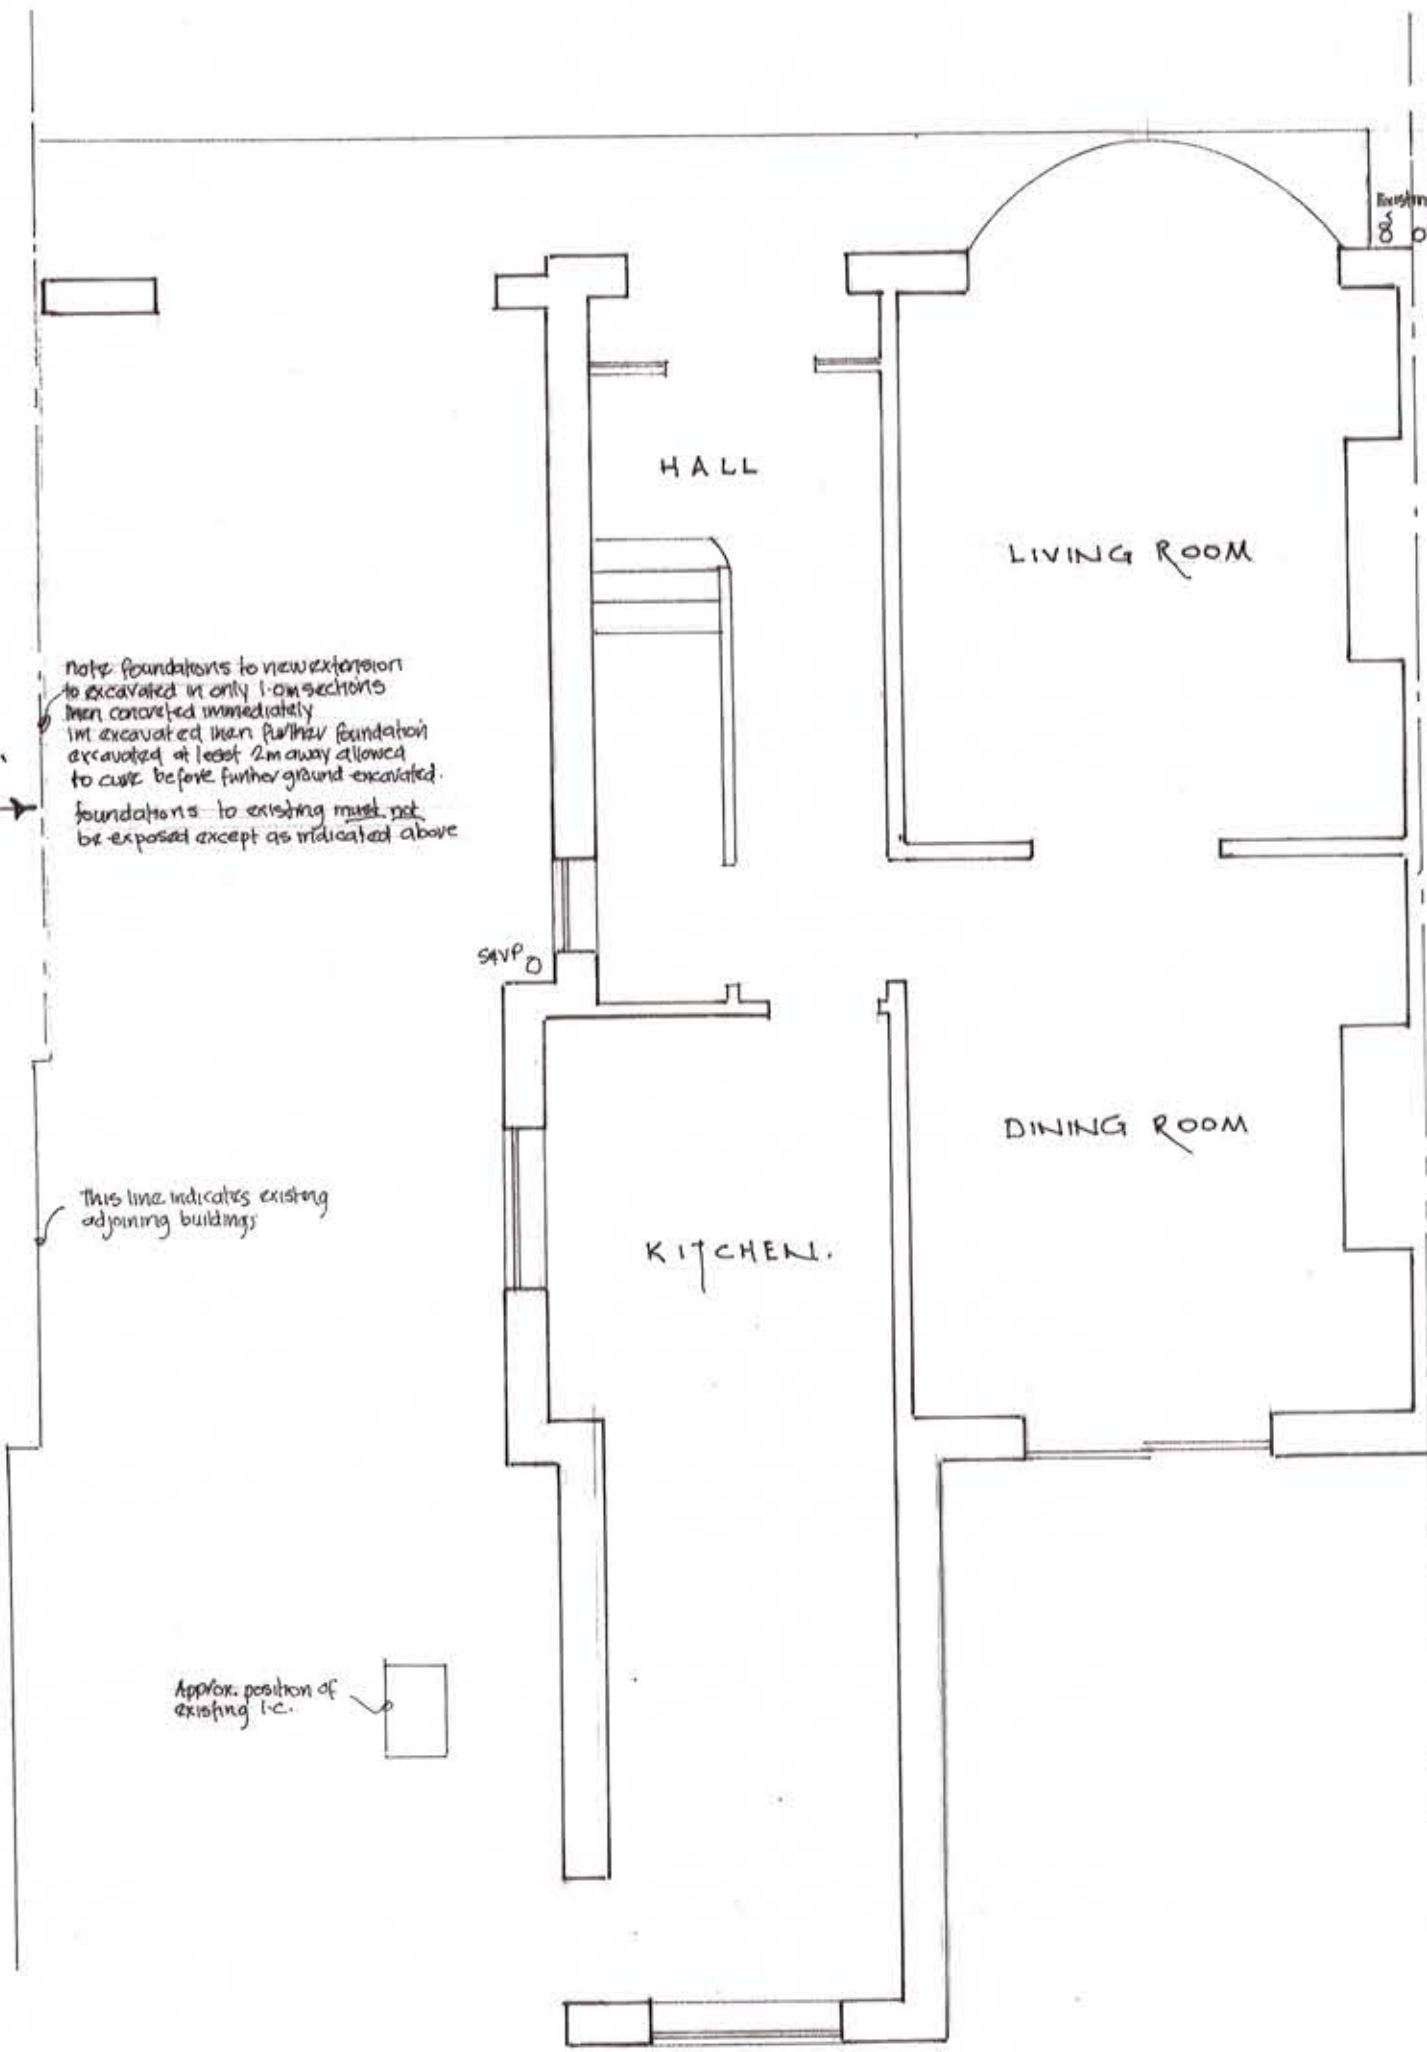 Existin
HALL
LIVING ROOM
note foundations to new extension
to excavated in only 1.0m sections
then concreted immediately
1m excavated then further foundation
excavated at least 2m away allowed
to cure before further ground excavated.
foundations to existing must not
be exposed except as indicated above
S&VP
DINING ROOM
This line indicates existing
adjoining buildings
KITCHEN.
Approx. position of
existing I.C.